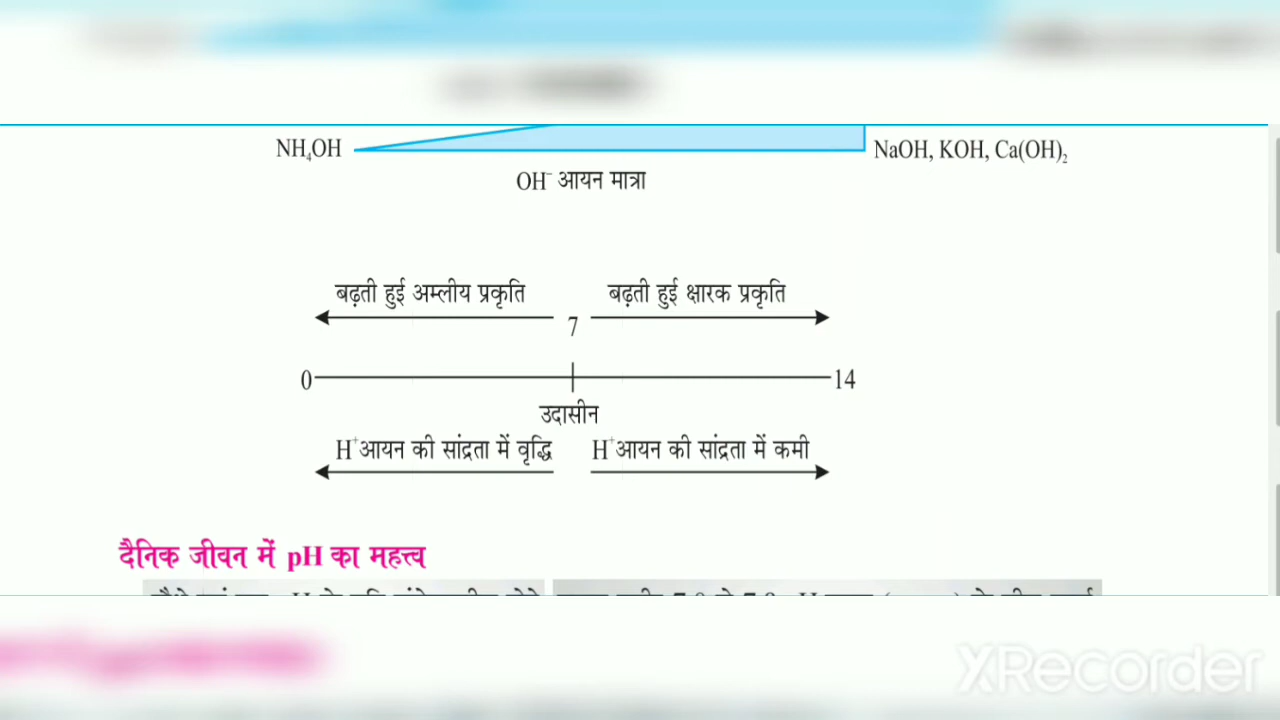 NH₄OH
NaOH, KOH, Ca(OH)₂
OH⁻ आयन मात्रा
बढ़ती हुई अम्लीय प्रकृति
बढ़ती हुई क्षारक प्रकृति
7
0
14
उदासीन
H⁺आयन की सांद्रता में वृद्धि
H⁺आयन की सांद्रता में कमी
दैनिक जीवन में pH का महत्त्व
XRecorder